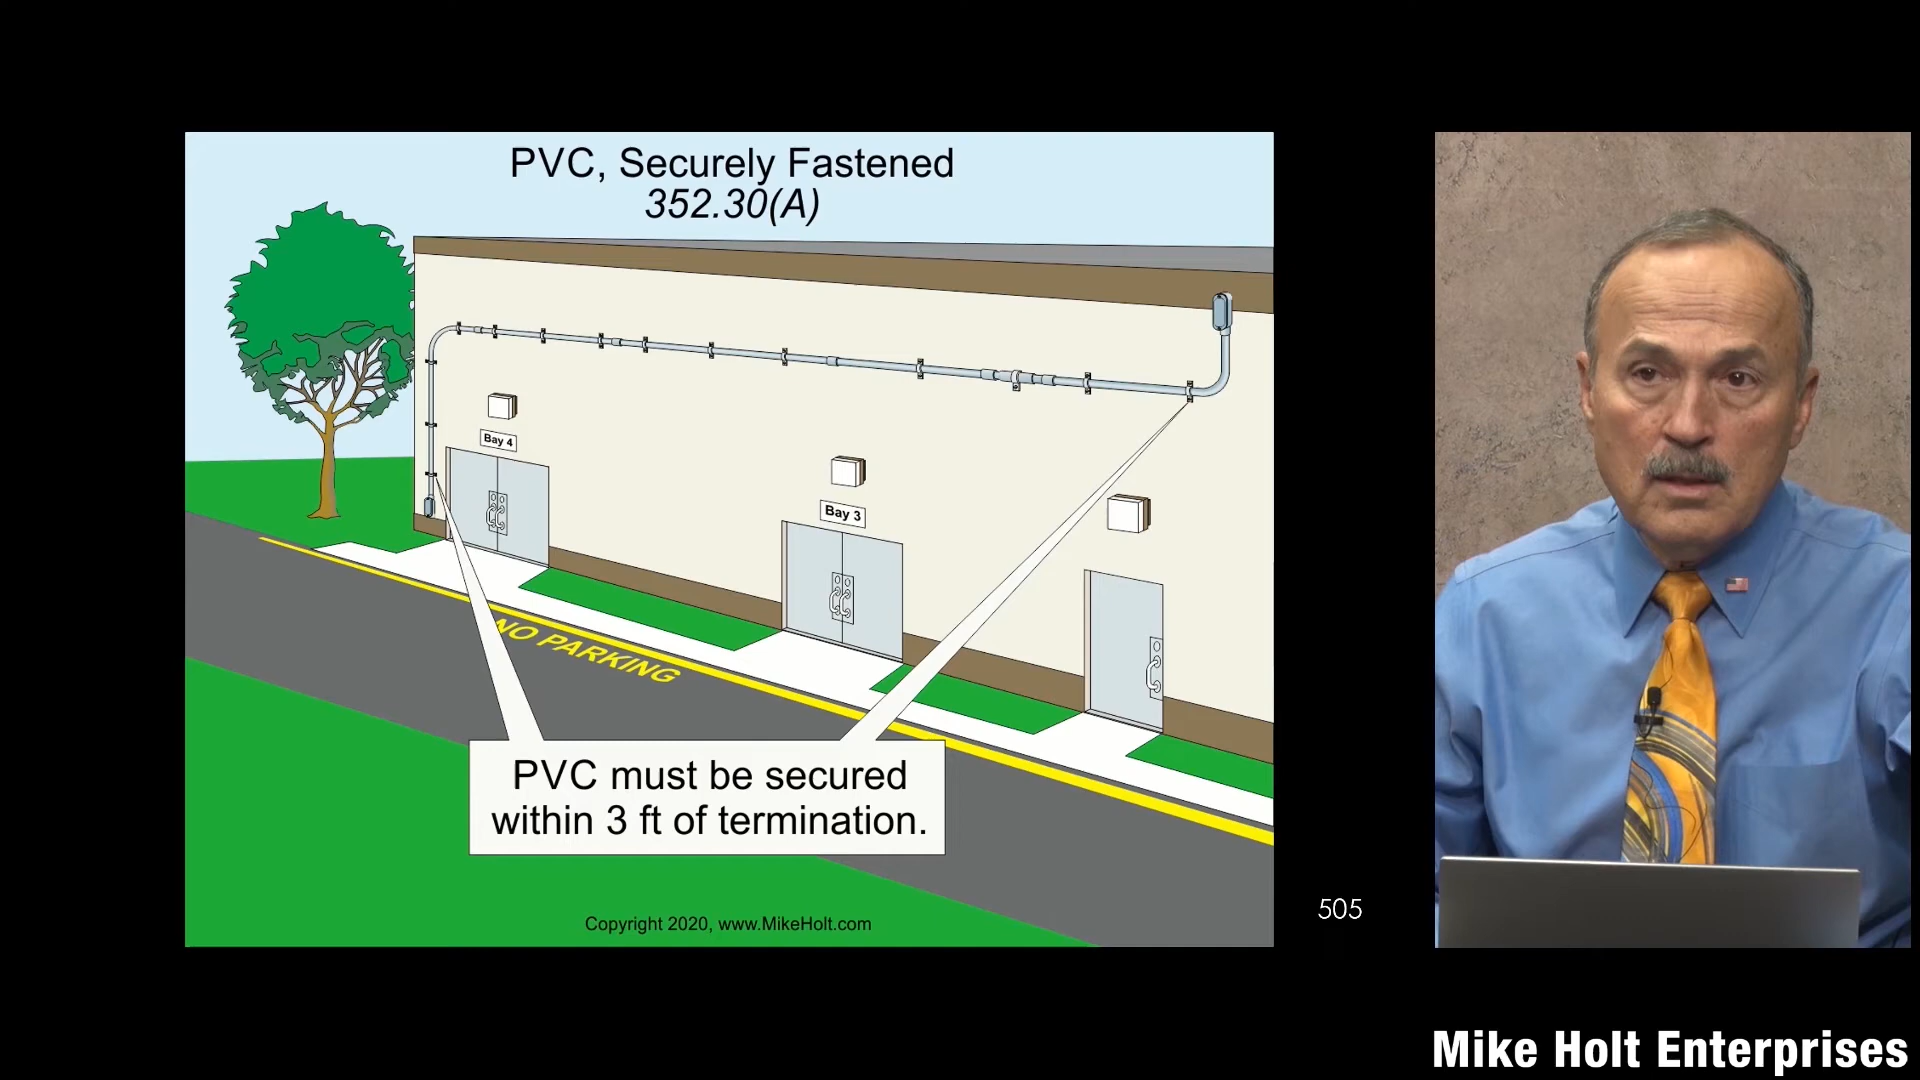 PVC, Securely Fastened
352.30(A)
Bay 4
Bay 3
NO PARKING
PVC must be secured
within 3 ft of termination.
Copyright 2020, www.MikeHolt.com
505
Mike Holt Enterprises